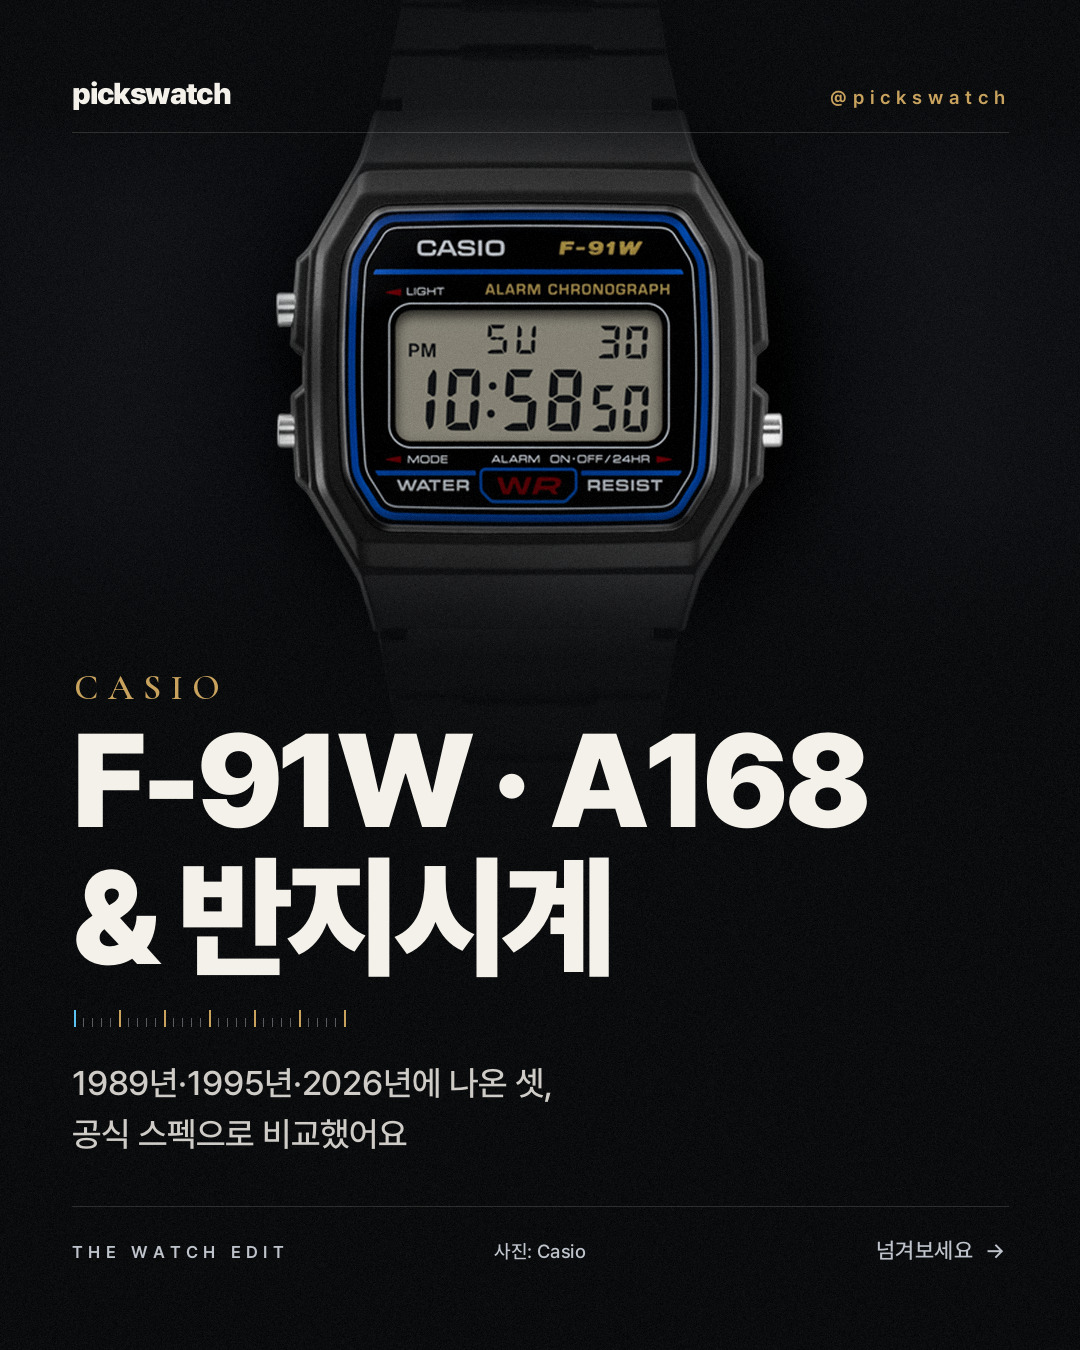 pickswatch
@pickswatch
CASIO F-91W
LIGHT ALARM CHRONOGRAPH
PM SU 30
10:58 50
MODE ALARM ON·OFF/24HR
WATER WR RESIST
CASIO
F-91W · A168
& 반지시계
1989년·1995년·2026년에 나온 셋,
공식 스펙으로 비교했어요
THE WATCH EDIT
사진: Casio
넘겨보세요 →